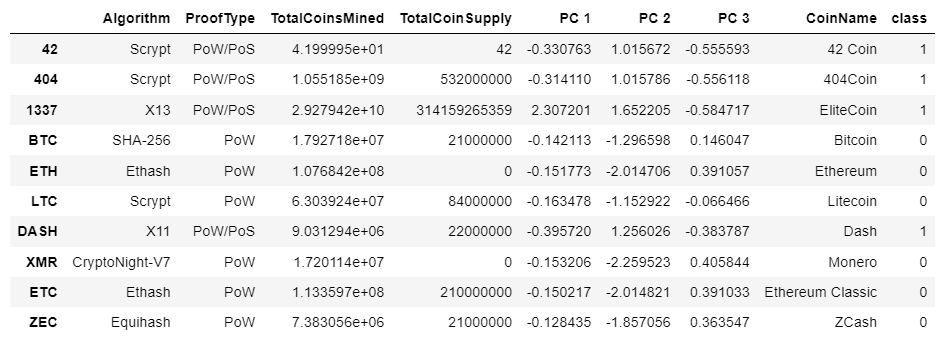 Algorithm ProofType TotalCoinsMined TotalCoinSupply PC 1 PC 2 PC 3 CoinName class
42 Scrypt PoW/PoS 4.199995e+01 42 -0.330763 1.015672 -0.555593 42 Coin 1
404 Scrypt PoW/PoS 1.055185e+09 532000000 -0.314110 1.015786 -0.556118 404Coin 1
1337 X13 PoW/PoS 2.927942e+10 314159265359 2.307201 1.652205 -0.584717 EliteCoin 1
BTC SHA-256 PoW 1.792718e+07 21000000 -0.142113 -1.296598 0.146047 Bitcoin 0
ETH Ethash PoW 1.076842e+08 0 -0.151773 -2.014706 0.391057 Ethereum 0
LTC Scrypt PoW 6.303924e+07 84000000 -0.163478 -1.152922 -0.066466 Litecoin 0
DASH X11 PoW/PoS 9.031294e+06 22000000 -0.395720 1.256026 -0.383787 Dash 1
XMR CryptoNight-V7 PoW 1.720114e+07 0 -0.153206 -2.259523 0.405844 Monero 0
ETC Ethash PoW 1.133597e+08 210000000 -0.150217 -2.014821 0.391033 Ethereum Classic 0
ZEC Equihash PoW 7.383056e+06 21000000 -0.128435 -1.857056 0.363547 ZCash 0